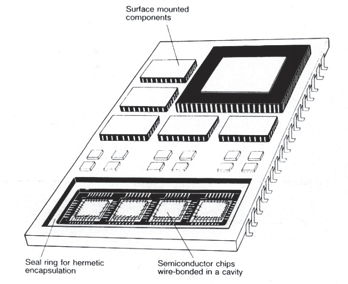 Surface mounted
components
Seal ring for hermetic
encapsulation
Semiconductor chips
wire-bonded in a cavity